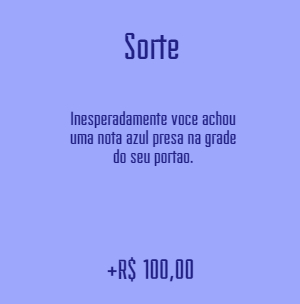 Sorte
Inesperadamente voce achou
uma nota azul presa na grade
do seu portao.
+R$ 100,00